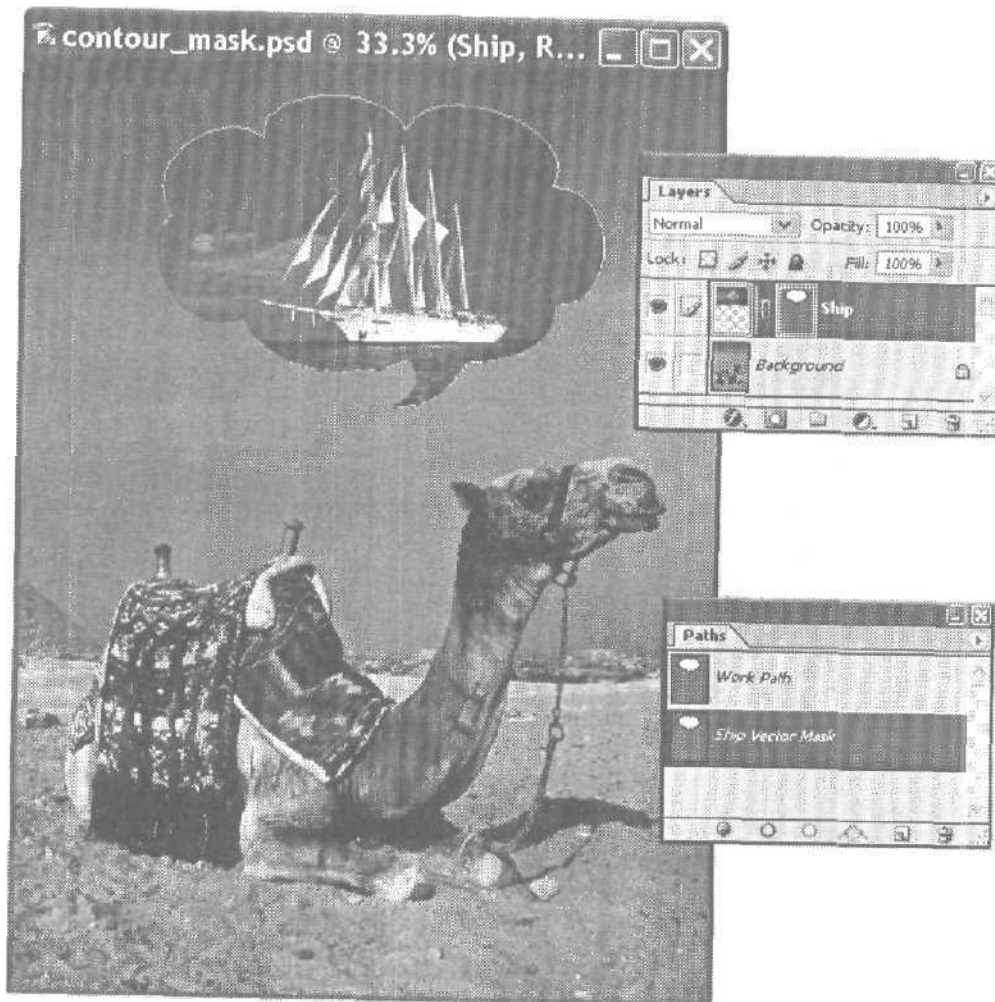 contour_mask.psd @ 33.3% (Ship, R...
Layers
Normal Opacity: 100%
Lock: Fill: 100%
Ship
Background
Paths
Work Path
Ship Vector Mask